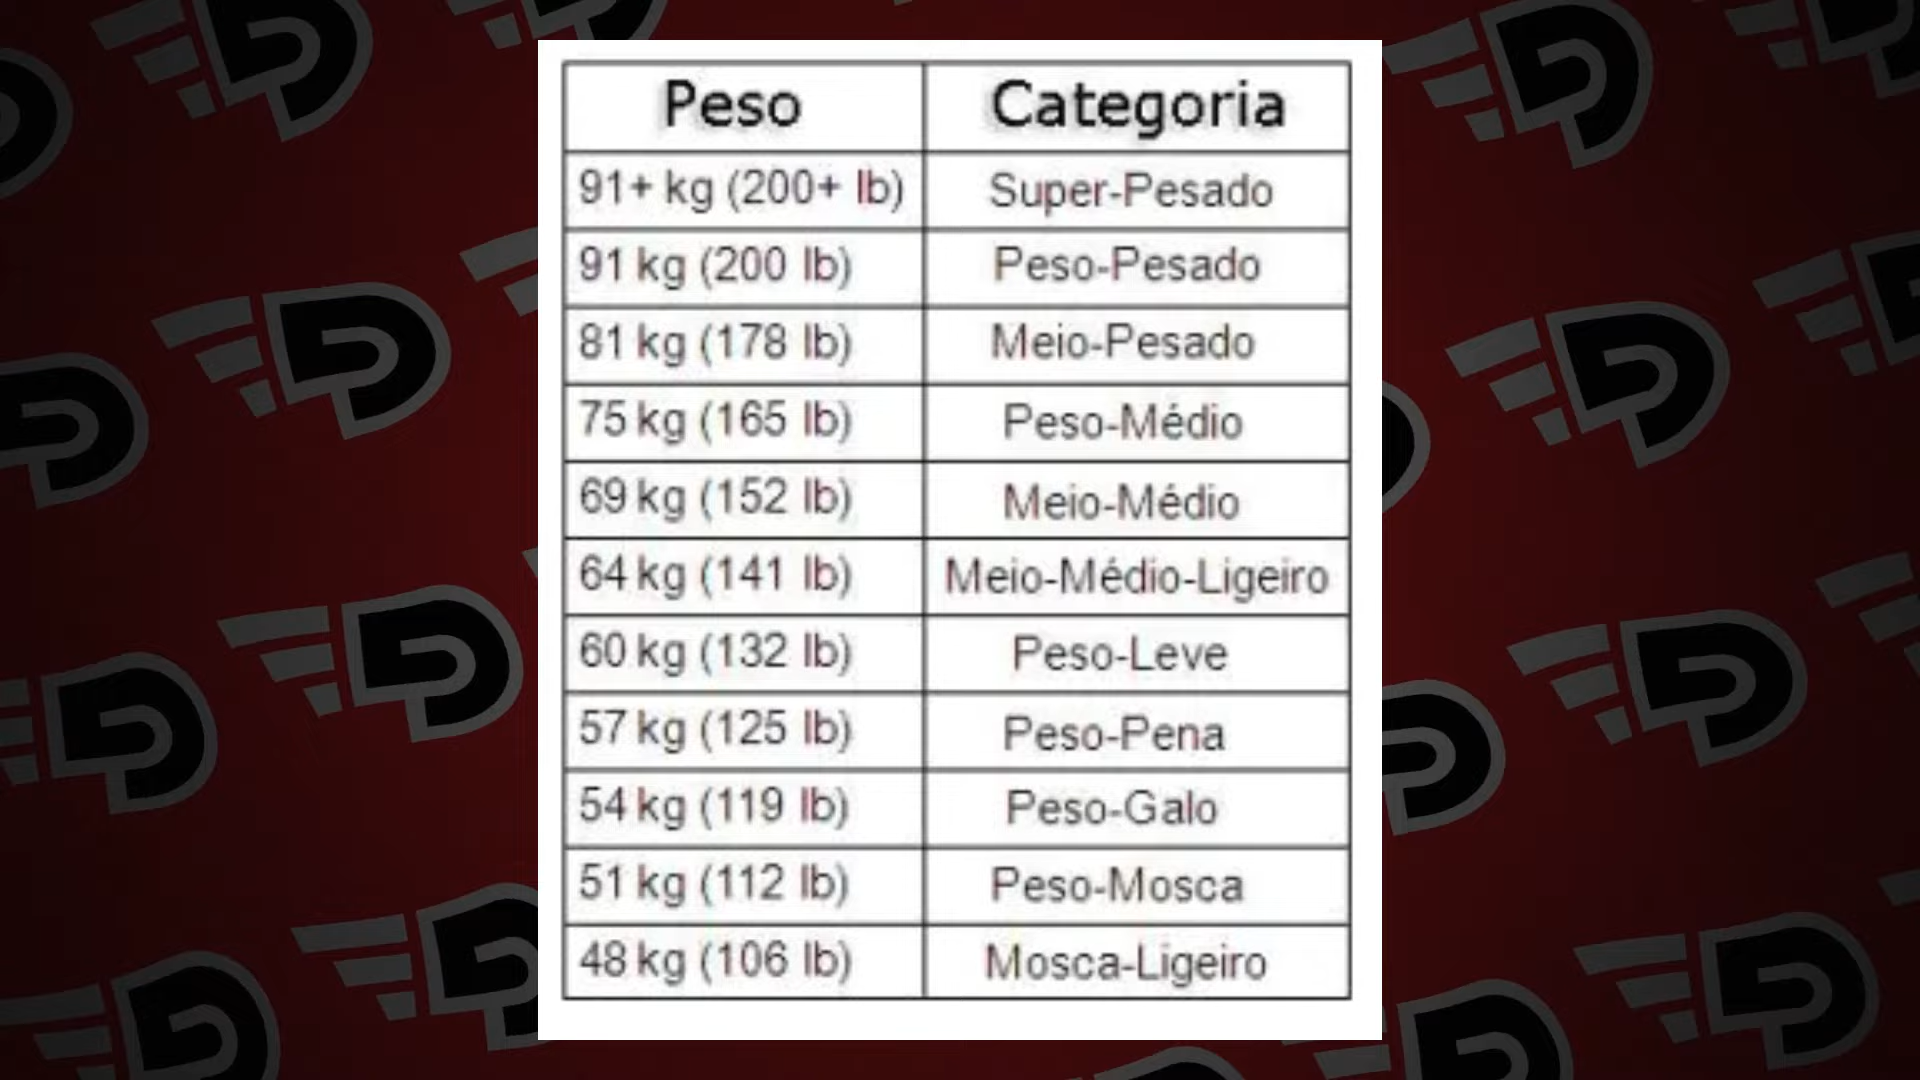 Peso Categoria
91+ kg (200+ lb) Super-Pesado
91 kg (200 lb) Peso-Pesado
81 kg (178 lb) Meio-Pesado
75 kg (165 lb) Peso-Médio
69 kg (152 lb) Meio-Médio
64 kg (141 lb) Meio-Médio-Ligeiro
60 kg (132 lb) Peso-Leve
57 kg (125 lb) Peso-Pena
54 kg (119 lb) Peso-Galo
51 kg (112 lb) Peso-Mosca
48 kg (106 lb) Mosca-Ligeiro